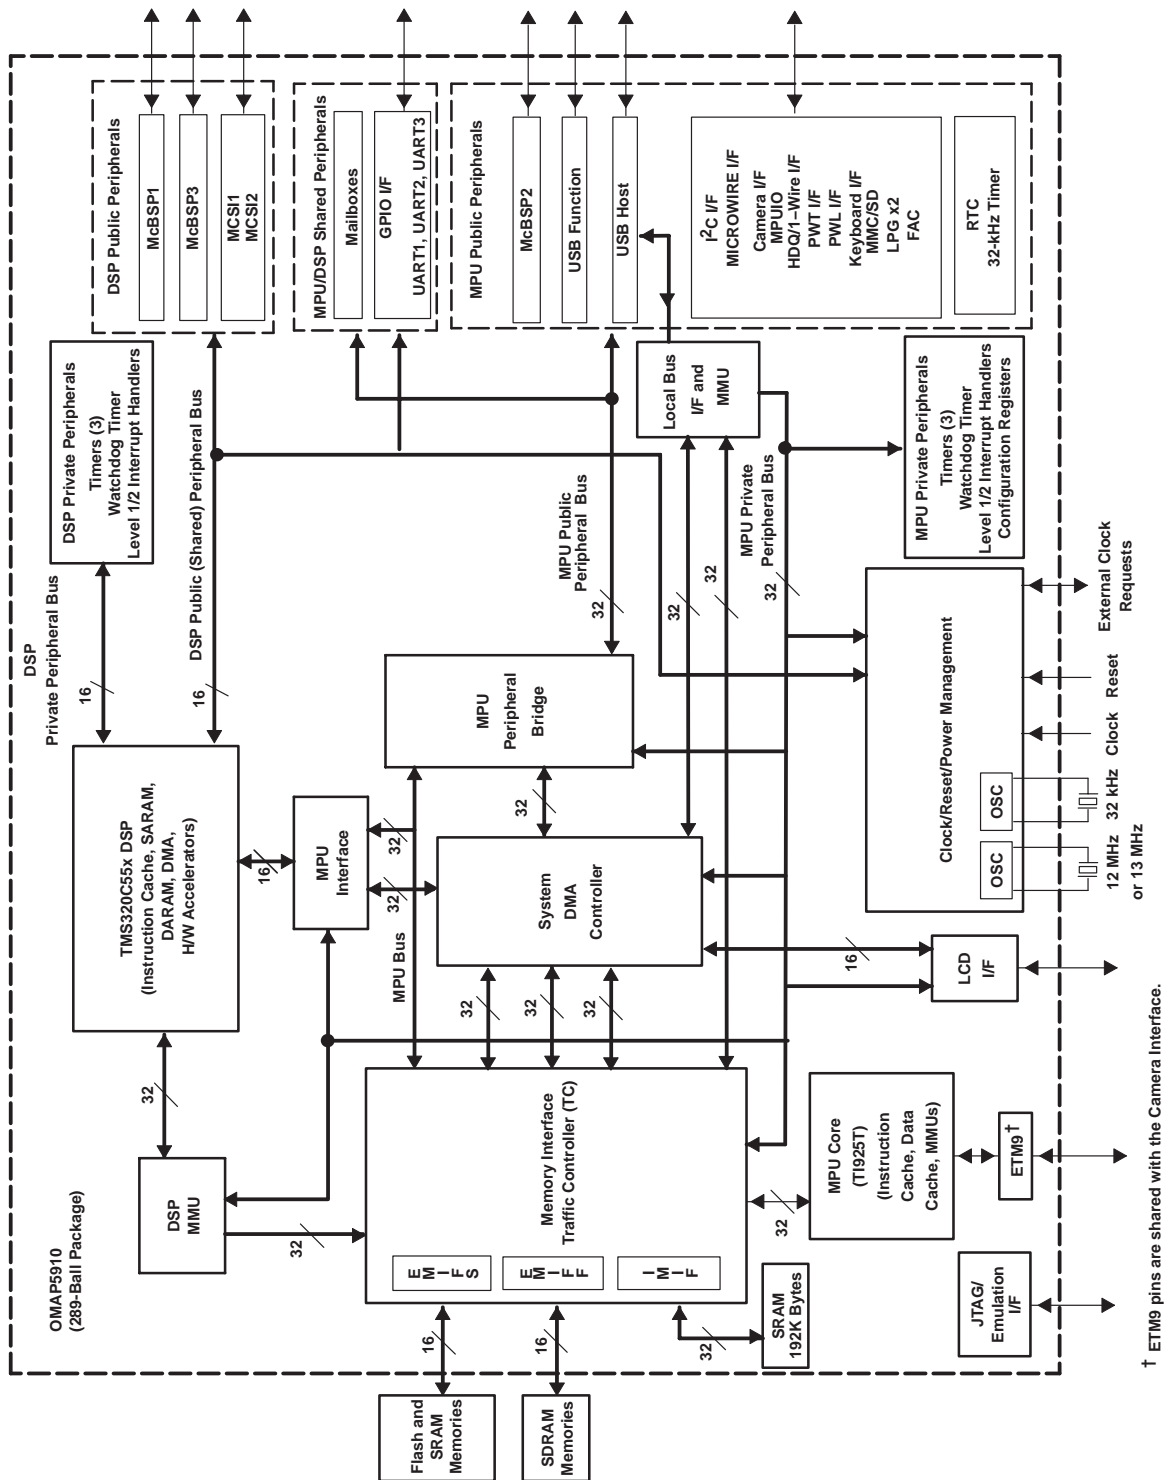 OMAP5910
(289-Ball Package)
DSP
Private Peripheral Bus
16
DSP Private Peripherals
Timers (3)
Watchdog Timer
Level 1/2 Interrupt Handlers
DSP Public (Shared) Peripheral Bus
16
DSP Public Peripherals
McBSP1
McBSP3
MCSI1
MCSI2
TMS320C55x DSP
(Instruction Cache, SARAM,
DARAM, DMA,
H/W Accelerators)
32
DSP
MMU
32
16
MPU
Interface
32
32
MPU Bus
MPU/DSP Shared Peripherals
Mailboxes
GPIO I/F
UART1, UART2, UART3
Flash and
SRAM
Memories
16
SDRAM
Memories
16
32
SRAM
192K Bytes
Memory Interface
Traffic Controller (TC)
E
M
I
F
S
E
M
I
F
F
I
M
I
F
32
32
32
System
DMA
Controller
32
MPU
Peripheral
Bridge
32
MPU Public
Peripheral Bus
MPU Public Peripherals
McBSP2
USB Function
USB Host
I2C I/F
MICROWIRE I/F
Camera I/F
MPUIO
HDQ/1–Wire I/F
PWT I/F
PWL I/F
Keyboard I/F
MMC/SD
LPG x2
FAC
RTC
32-kHz Timer
Local Bus
I/F and
MMU
32
32
32
MPU Private
Peripheral Bus
MPU Private Peripherals
Timers (3)
Watchdog Timer
Level 1/2 Interrupt Handlers
Configuration Registers
32
MPU Core
(TI925T)
(Instruction
Cache, Data
Cache, MMUs)
ETM9†
JTAG/
Emulation
I/F
16
LCD
I/F
Clock/Reset/Power Management
OSC
OSC
12 MHz
or 13 MHz
32 kHz
Clock
Reset
External Clock
Requests
† ETM9 pins are shared with the Camera Interface.